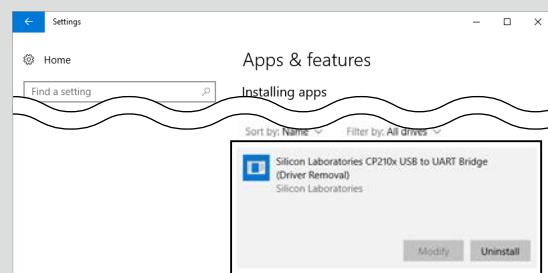 Settings
Home
Apps & features
Find a setting
Installing apps
Sort by: Name
Filter by: All drives
Silicon Laboratories CP210x USB to UART Bridge
(Driver Removal)
Silicon Laboratories
Modify
Uninstall